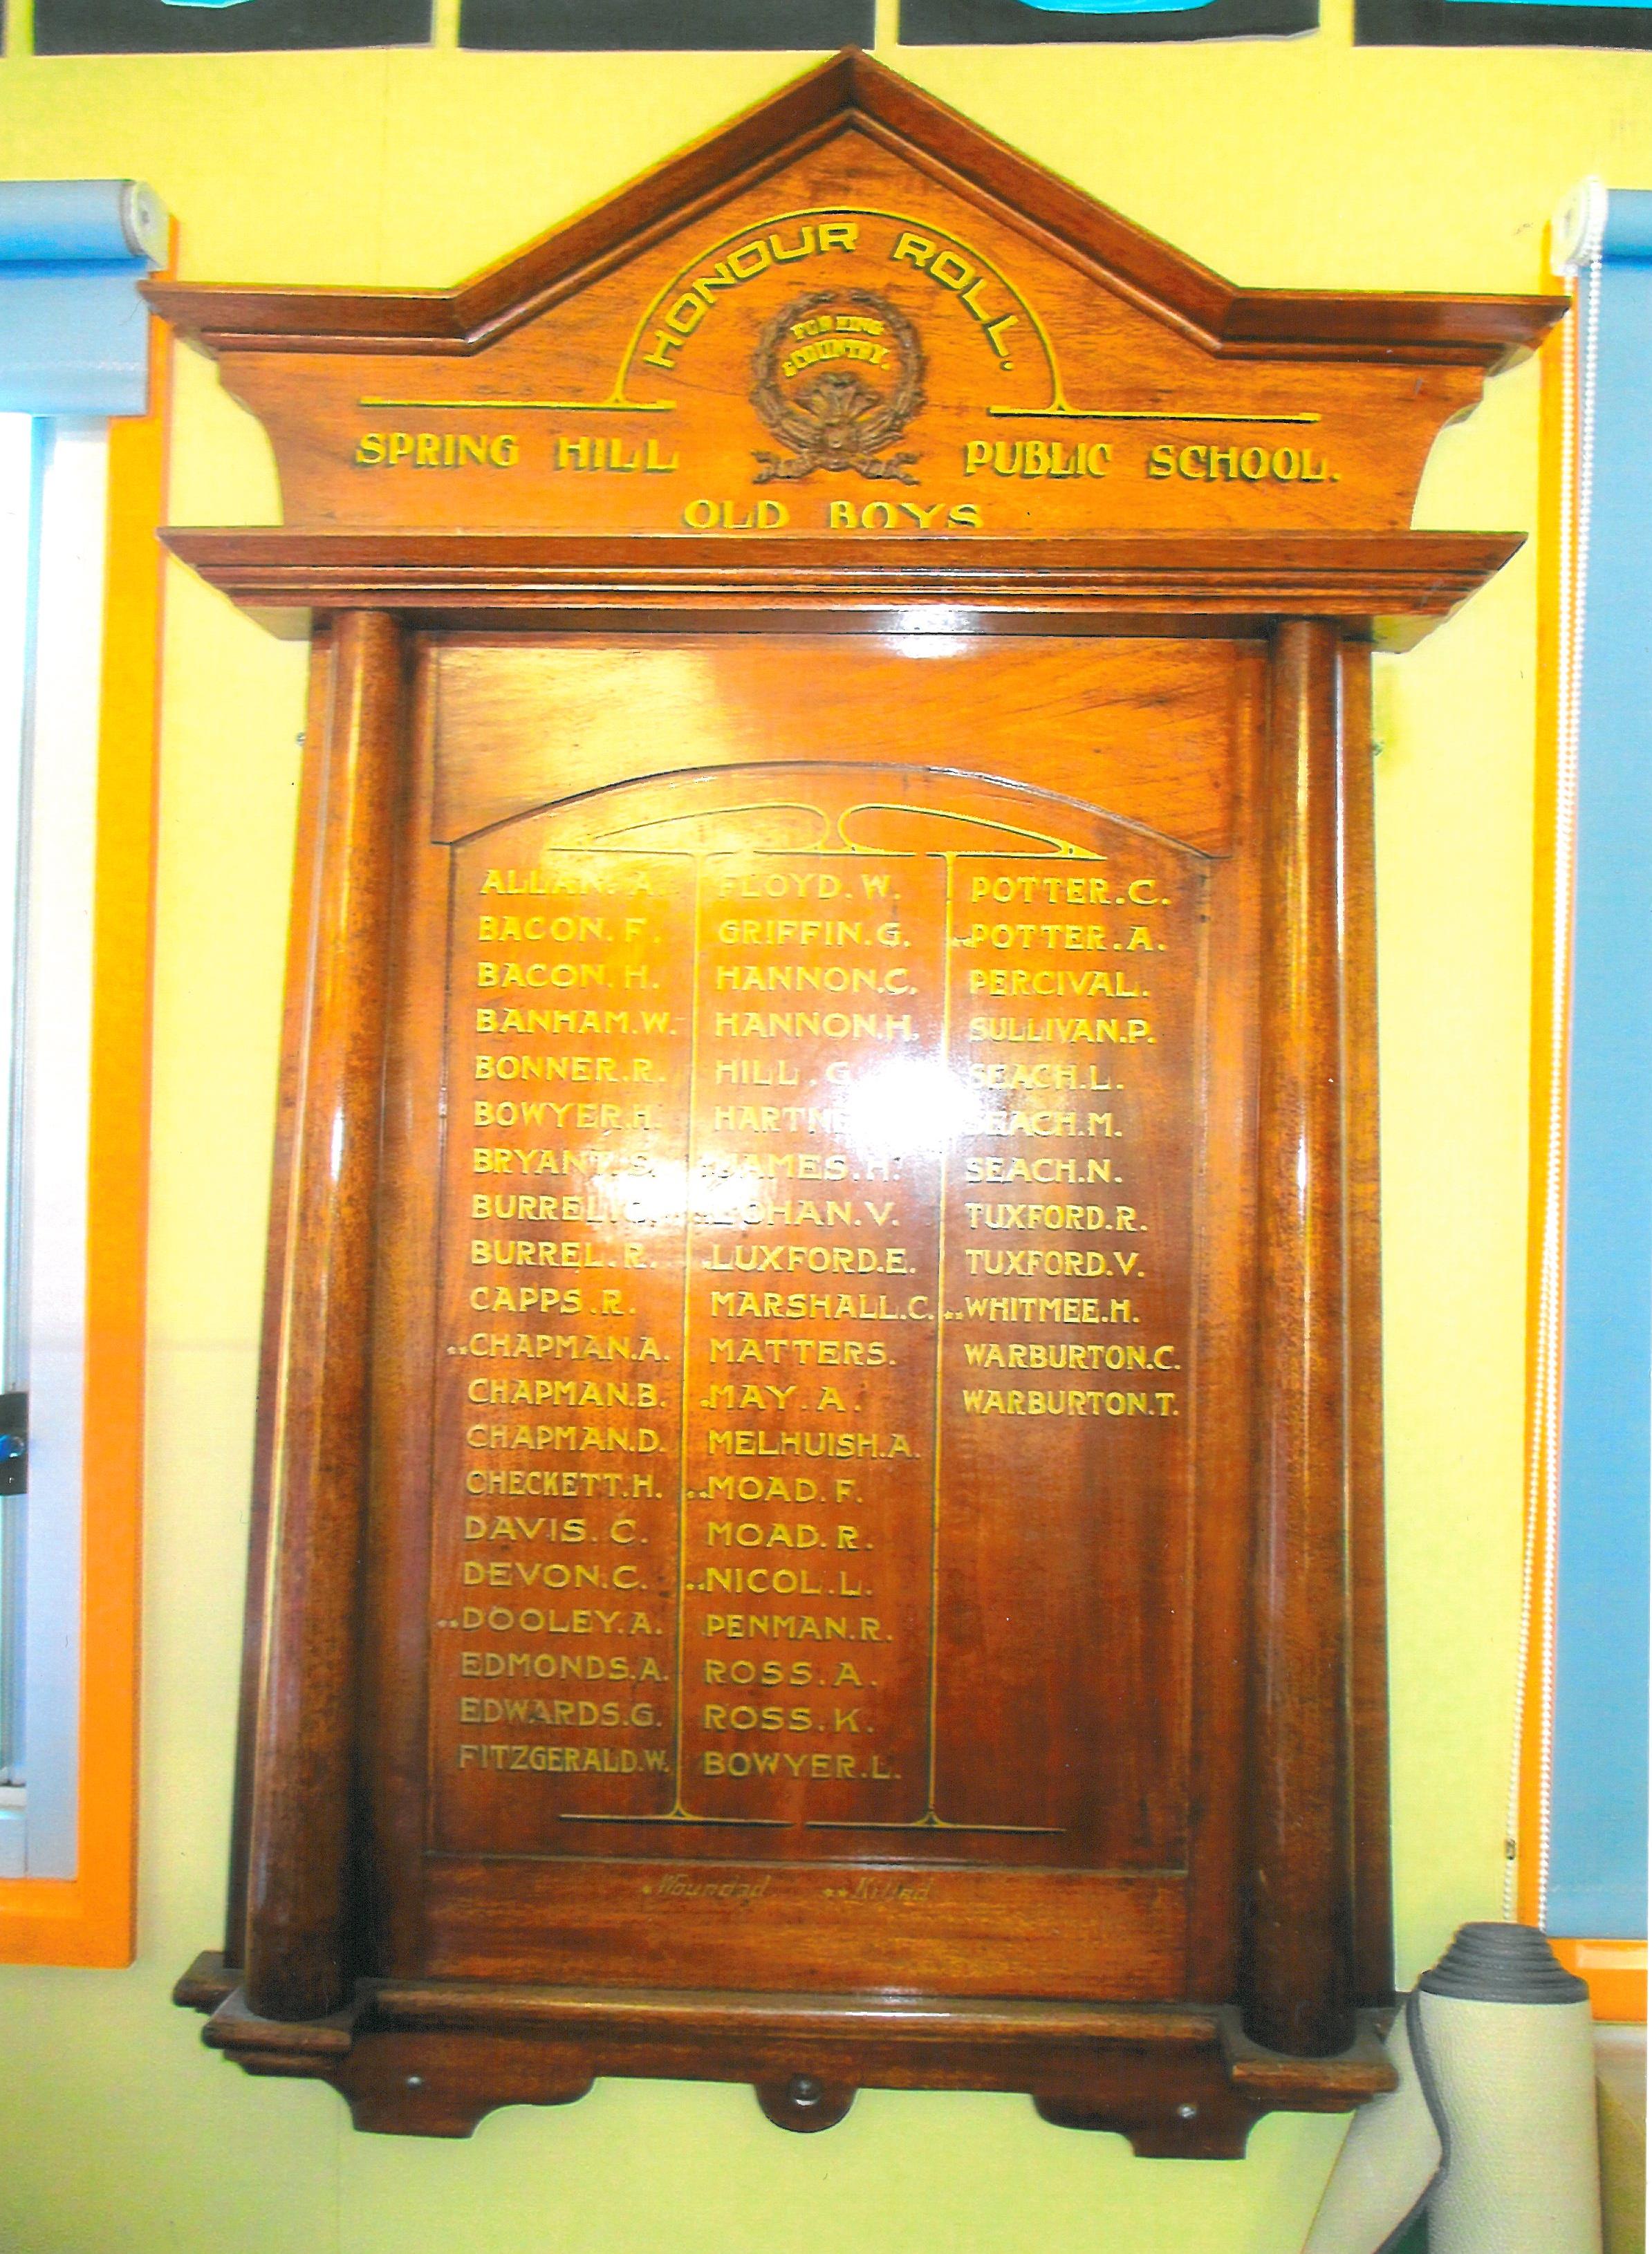 HONOUR ROLL.
FOR KING
& COUNTRY.
SPRING HILL PUBLIC SCHOOL.
OLD BOYS
ALLAN. A.
BACON. F.
BACON. H.
BANHAM. W.
BONNER. R.
BOWYER. H.
BRYANT. S.
BURREL.
BURREL. R.
CAPPS. R.
**CHAPMAN. A.
CHAPMAN. B.
CHAPMAN. D.
CHECKETT. H.
DAVIS. C.
DEVON. C.
**DOOLEY. A.
EDMONDS. A.
EDWARDS. G.
FITZGERALD. W.
FLOYD. W.
GRIFFIN. G.
HANNON. C.
HANNON. H.
HILL. G.
JAMES. H.
*LUXFORD. E.
MARSHALL. C.
MATTERS.
*MAY. A.
MELHUISH. A.
**MOAD. F.
MOAD. R.
**NICOL. L.
PENMAN. R.
ROSS. A.
ROSS. K.
BOWYER. L.
POTTER. C.
**POTTER. A.
PERCIVAL.
SULLIVAN. P.
SEACH. L.
SEACH. M.
SEACH. N.
TUXFORD. R.
TUXFORD. V.
**WHITMEE. H.
WARBURTON. C.
WARBURTON. T.
*Wounded **Killed